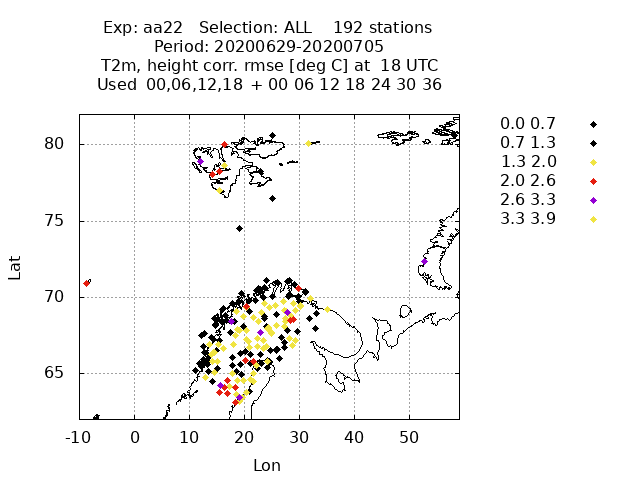 Exp: aa22 Selection: ALL 192 stations
Period: 20200629-20200705
T2m, height corr. rmse [deg C] at 18 UTC
Used 00,06,12,18 + 00 06 12 18 24 30 36
0.0 0.7
0.7 1.3
1.3 2.0
2.0 2.6
2.6 3.3
3.3 3.9
80
75
70
65
Lat
-10 0 10 20 30 40 50
Lon